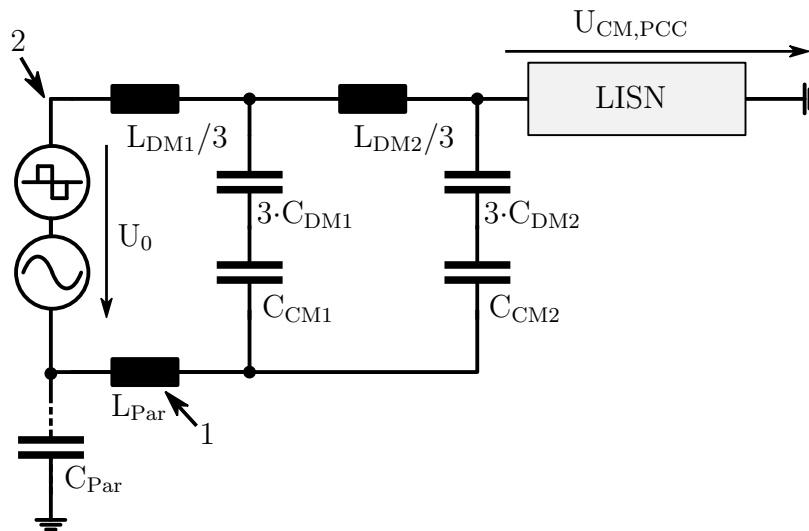 U_CM,PCC
2
LISN
L_DM1/3
L_DM2/3
3·C_DM1
3·C_DM2
U_0
C_CM1
C_CM2
L_Par
1
C_Par